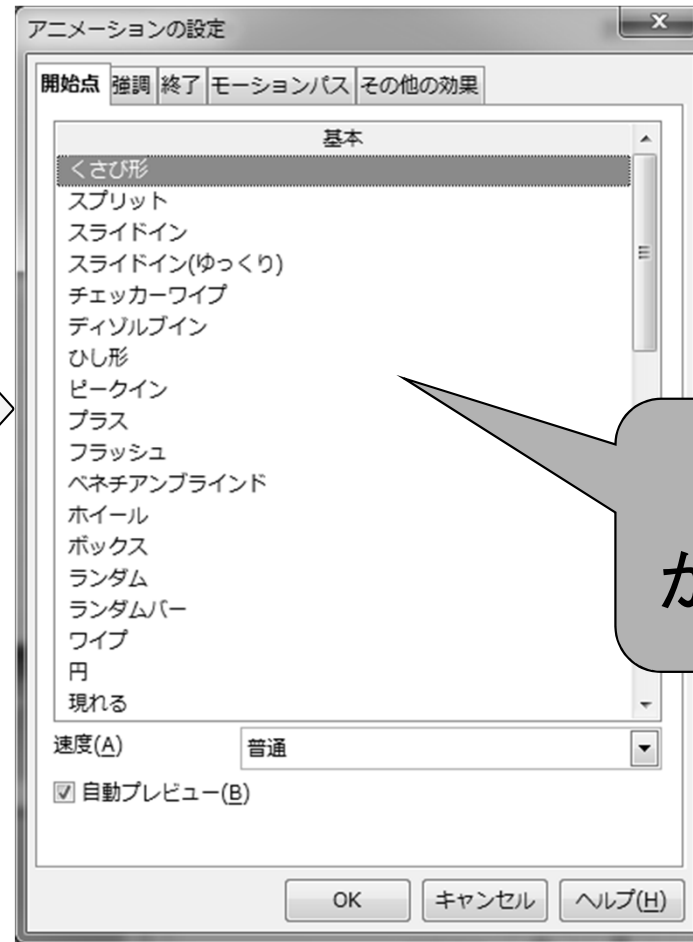 アニメーションの設定
開始点 強調 終了 モーションパス その他の効果
基本
くさび形
スプリット
スライドイン
スライドイン(ゆっくり)
チェッカーワイプ
ディゾルブイン
ひし形
ピークイン
プラス
フラッシュ
ベネチアンブラインド
ホイール
ボックス
ランダム
ランダムバー
ワイプ
円
現れる
速度(A) 普通
自動プレビュー(B)
OK キャンセル ヘルプ(H)